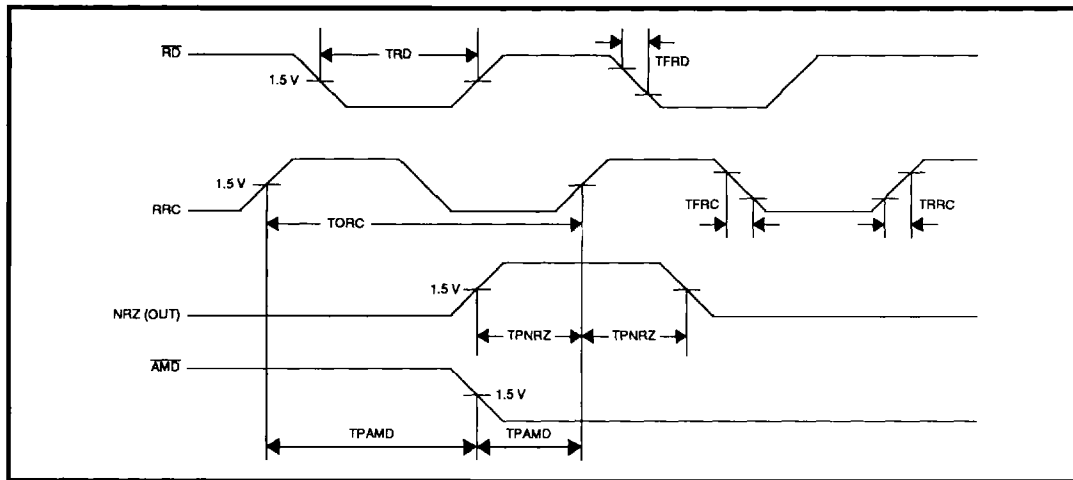 RD
TRD
TFRD
1.5 V
1.5 V
RRC
TORC
TFRC
TRRC
1.5 V
NRZ (OUT)
TPNRZ
TPNRZ
AMD
1.5 V
TPAMD
TPAMD